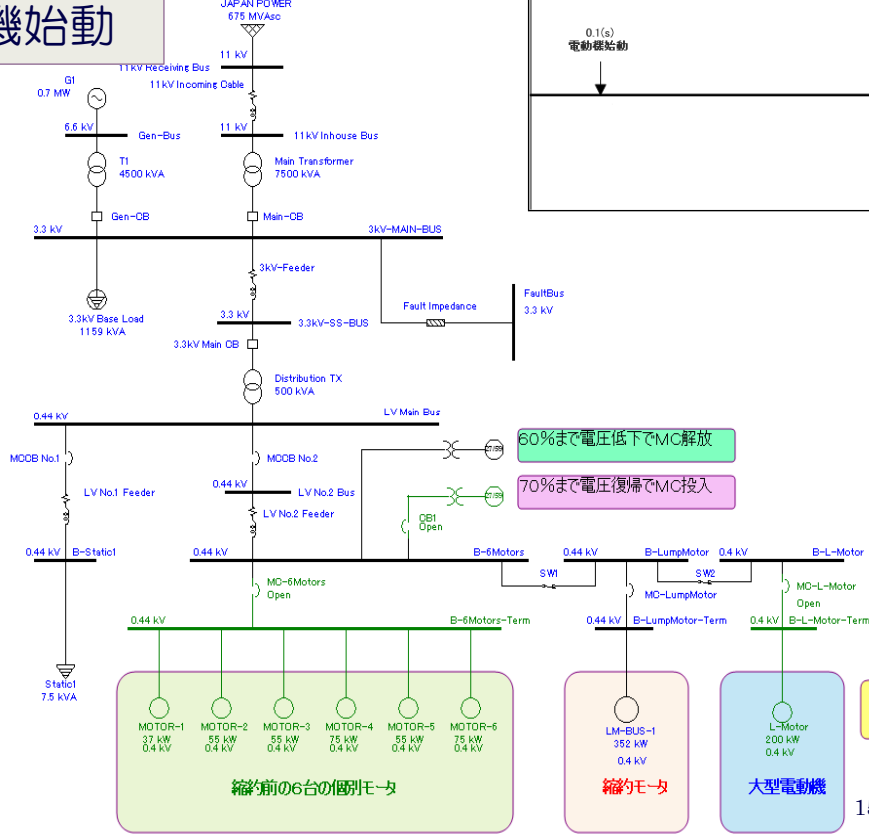 機始動
JAPAN POWER
675 MVAsc
11 kV
11kV Receiving Bus
11kV Incoming Cable
G1
0.7 MW
6.6 kV
Gen-Bus
11 kV
11kV Inhouse Bus
T1
4500 kVA
Main Transformer
7500 kVA
Gen-CB
Main-CB
3.3 kV
3kV-MAIN-BUS
0.1(s)
電動機始動
3kV-Feeder
3.3kV Base Load
1159 kVA
3.3 kV
3.3kV-SS-BUS
Fault Impedance
FaultBus
3.3 kV
3.3kV Main CB
Distribution TX
500 kVA
0.44 kV
LV Main Bus
MCCB No.1
MCCB No.2
27/59
60%まで電圧低下でMC解放
LV No.1 Feeder
0.44 kV
LV No.2 Bus
27/59
70%まで電圧復帰でMC投入
LV No.2 Feeder
CB1
Open
0.44 kV
B-Static1
0.44 kV
B-6Motors
0.44 kV
B-LumpMotor
0.4 kV
B-L-Motor
SW1
SW2
MC-6Motors
Open
MC-LumpMotor
MC-L-Motor
Open
0.44 kV
B-6Motors-Term
0.44 kV
B-LumpMotor-Term
0.4 kV
B-L-Motor-Term
Static1
7.5 kVA
MOTOR-1
37 kW
0.4 kV
MOTOR-2
55 kW
0.4 kV
MOTOR-3
55 kW
0.4 kV
MOTOR-4
75 kW
0.4 kV
MOTOR-5
55 kW
0.4 kV
MOTOR-6
75 kW
0.4 kV
LM-BUS-1
352 kW
0.4 kV
L-Motor
200 kW
0.4 kV
縮約前の6台の個別モータ
縮約モータ
大型電動機